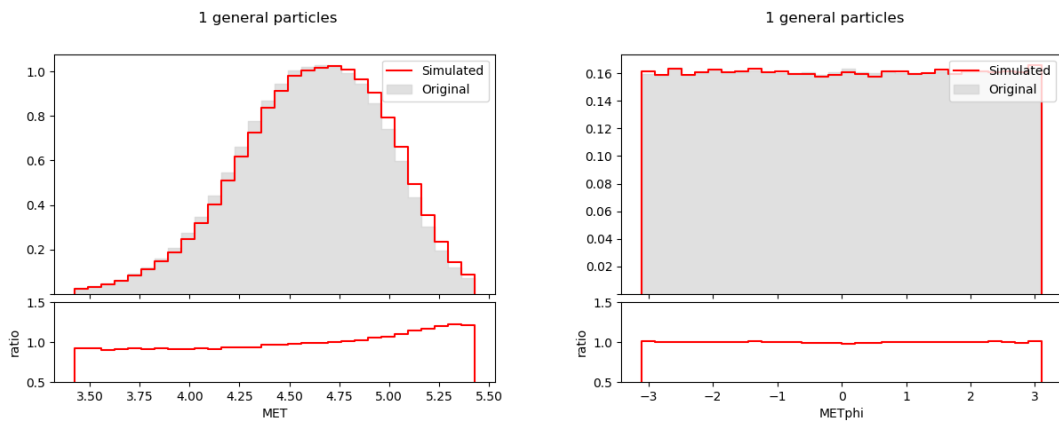 1 general particles
1.0
0.8
0.6
0.4
0.2
Simulated
Original
1.5
1.0
0.5
ratio
3.50 3.75 4.00 4.25 4.50 4.75 5.00 5.25 5.50
MET
1 general particles
0.16
0.14
0.12
0.10
0.08
0.06
0.04
0.02
Simulated
Original
1.5
1.0
0.5
ratio
−3 −2 −1 0 1 2 3
METphi